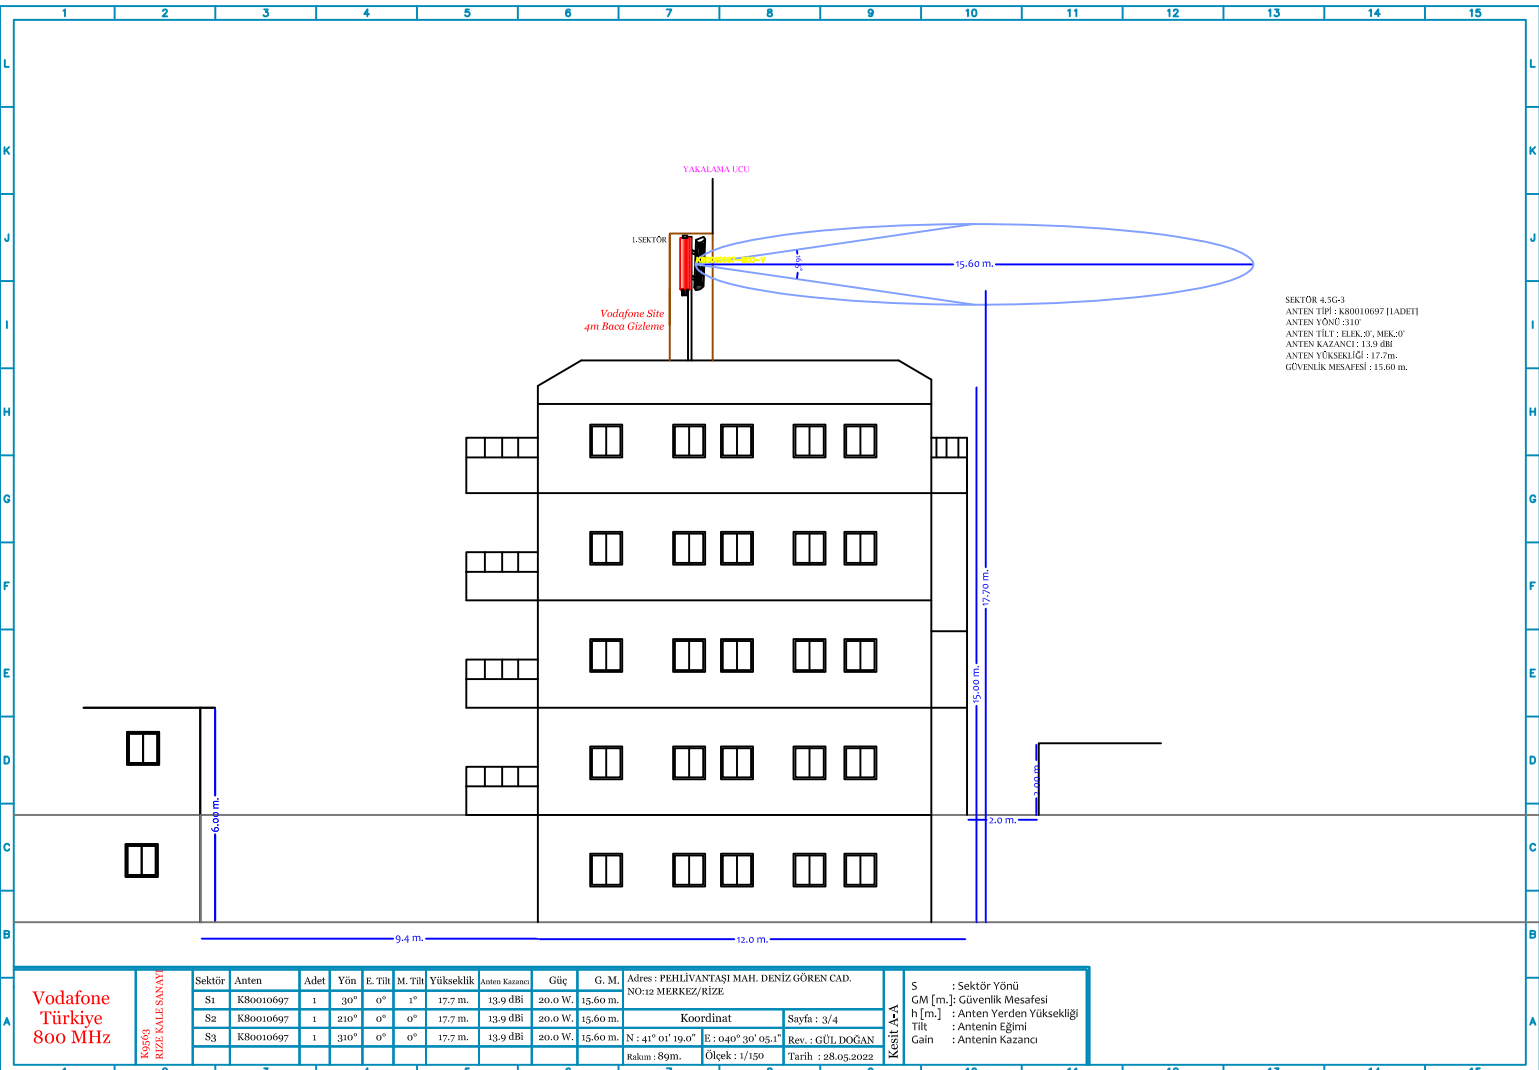 1 2 3 4 5 6 7 8 9 10 11 12 13 14 15
L L
K K
J J
I I
H H
G G
F F
E E
D D
C C
B B
A A
YAKALAMA UCU
1.SEKTÖR
15.60 m.
Vodafone Site
4m Baca Gizleme
SEKTÖR 4.5G-3
ANTEN TİPİ : K80010697 [1ADET]
ANTEN YÖNÜ :310°
ANTEN TİLT : ELEK.:0°, MEK.:0°
ANTEN KAZANCI : 13.9 dBi
ANTEN YÜKSEKLİĞİ : 17.7m.
GÜVENLİK MESAFESİ : 15.60 m.
17.70 m.
15.00 m.
6.00 m.
2.0 m.
9.4 m.
12.0 m.
Vodafone
Türkiye
800 MHz
K9563
RIZE KALE SANAYI
Sektör Anten Adet Yön E. Tilt M. Tilt Yükseklik Anten Kazancı Güç G. M.
S1 K80010697 1 30° 0° 1° 17.7 m. 13.9 dBi 20.0 W. 15.60 m.
S2 K80010697 1 210° 0° 0° 17.7 m. 13.9 dBi 20.0 W. 15.60 m.
S3 K80010697 1 310° 0° 0° 17.7 m. 13.9 dBi 20.0 W. 15.60 m.
Adres : PEHLİVANTAŞI MAH. DENİZ GÖREN CAD.
NO:12 MERKEZ/RİZE
Koordinat Sayfa : 3/4
N : 41° 01' 19.0" E : 040° 30' 05.1" Rev. : GÜL DOĞAN
Rakım : 89m. Ölçek : 1/150 Tarih : 28.05.2022
Kesit A-A
S : Sektör Yönü
GM [m.]: Güvenlik Mesafesi
h [m.] : Anten Yerden Yüksekliği
Tilt : Antenin Eğimi
Gain : Antenin Kazancı